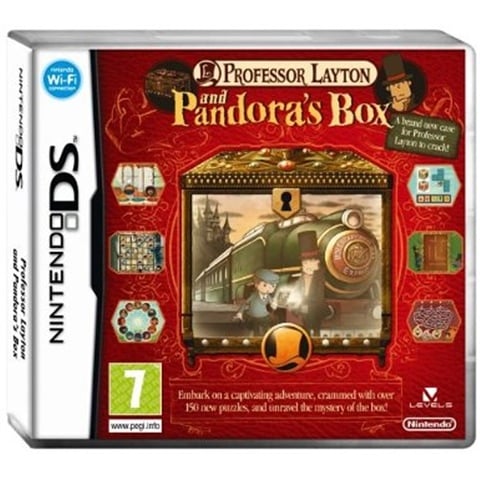 Nintendo
Wi-Fi
CONNECTION
NINTENDO DS
NINTENDO DS™
Professor Layton
and Pandora's Box
PROFESSOR LAYTON
and
Pandora's Box
A brand new case
for Professor
Layton to crack!
7
www.pegi.info
Embark on a captivating adventure, crammed with over
150 new puzzles, and unravel the mystery of the box!
LEVEL5
Nintendo